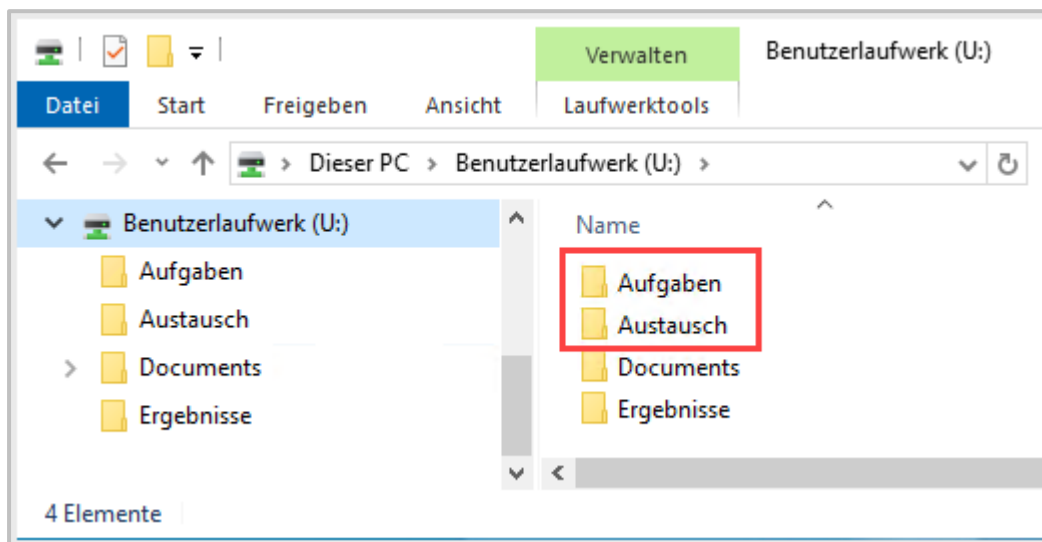 Verwalten Benutzerlaufwerk (U:)
Datei Start Freigeben Ansicht Laufwerktools
Dieser PC Benutzerlaufwerk (U:)
Benutzerlaufwerk (U:)
Aufgaben
Austausch
Documents
Ergebnisse
Name
Aufgaben
Austausch
Documents
Ergebnisse
4 Elemente